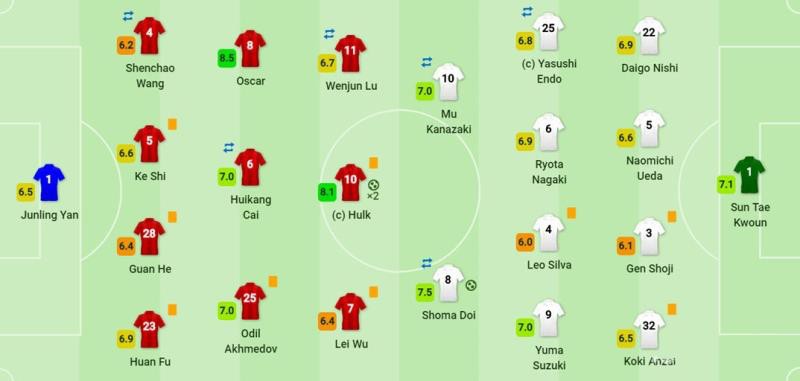 4
6.2
Shenchao
Wang
8
8.5
Oscar
11
6.7
Wenjun Lu
10
7.0
Mu
Kanazaki
25
6.8
(c) Yasushi
Endo
22
6.9
Daigo Nishi
5
6.6
Ke Shi
6
7.0
Huikang
Cai
10
8.1
×2
(c) Hulk
6
6.9
Ryota
Nagaki
5
6.6
Naomichi
Ueda
1
6.5
Junling Yan
1
7.1
Sun Tae
Kwoun
28
6.4
Guan He
4
6.0
Leo Silva
3
6.1
Gen Shoji
23
6.9
Huan Fu
25
7.0
Odil
Akhmedov
7
6.4
Lei Wu
8
7.5
Shoma Doi
9
7.0
Yuma
Suzuki
32
6.5
Koki Anzai